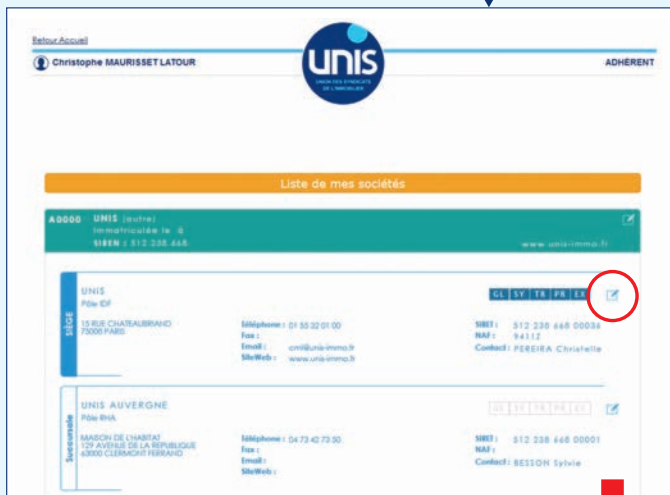 Retour Accueil
Christophe MAURISSET LATOUR
unis
UNION DES SYNDICATS
DE L'IMMOBILIER
ADHERENT
Liste de mes sociétés
A0000 UNIS (autre)
Immatriculée le à
SIREN : 512 238 668
www.unis-immo.fr
SIÈGE
UNIS
Pôle IDF
GL SY TR PR EX
15 RUE CHATEAUBRIAND
75008 PARIS
Téléphone : 01 55 32 01 00
Fax :
Email : cml@unis-immo.fr
SiteWeb : www.unis-immo.fr
SIRET : 512 238 668 00036
NAF : 9411Z
Contact : PEREIRA Christelle
Succursale
UNIS AUVERGNE
Pôle RHA
GL SY TR PR EX
MAISON DE L'HABITAT
129 AVENUE DE LA REPUBLIQUE
63000 CLERMONT FERRAND
Téléphone : 04 73 42 73 50
Fax :
Email :
SiteWeb :
SIRET : 512 238 668 00001
NAF :
Contact : BESSON Sylvie